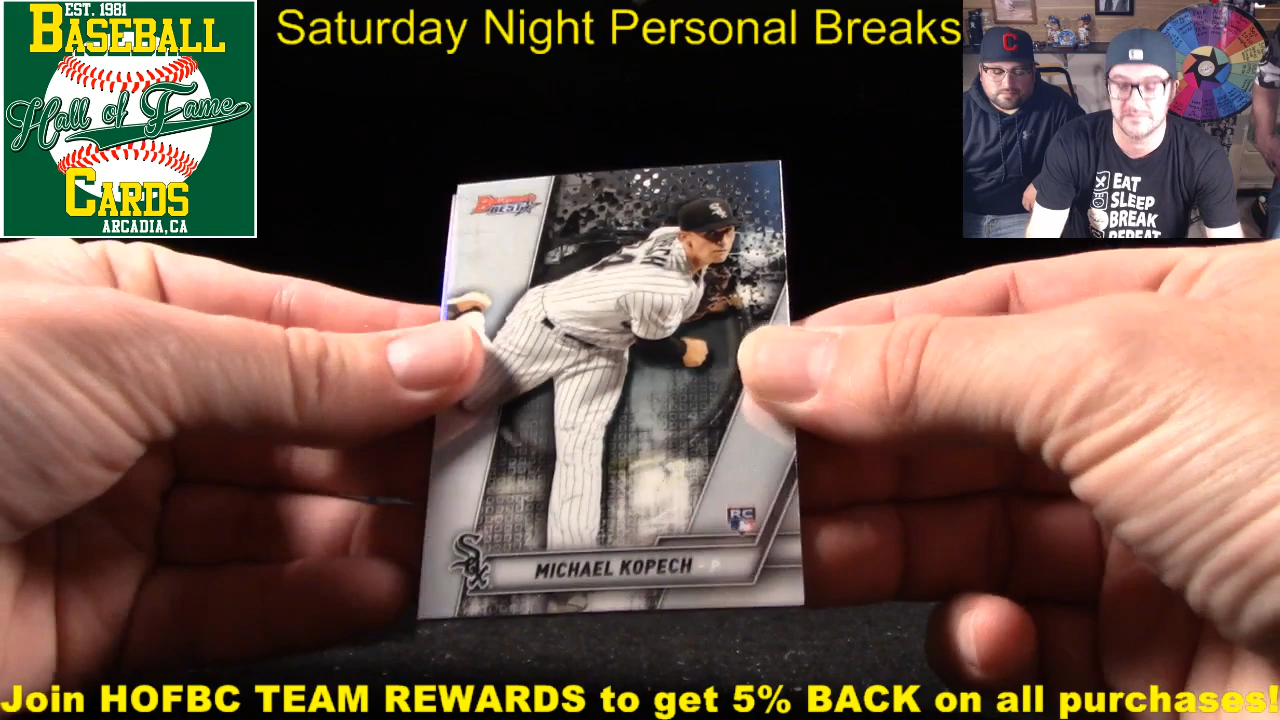 EST. 1981
BASEBALL
Hall of Fame
CARDS
ARCADIA, CA
Saturday Night Personal Breaks
C
EAT
SLEEP
BREAK
REPEAT
BOWMAN'S
BEST
RC
Sox
MICHAEL KOPECH - P
Join HOFBC TEAM REWARDS to get 5% BACK on all purchases!